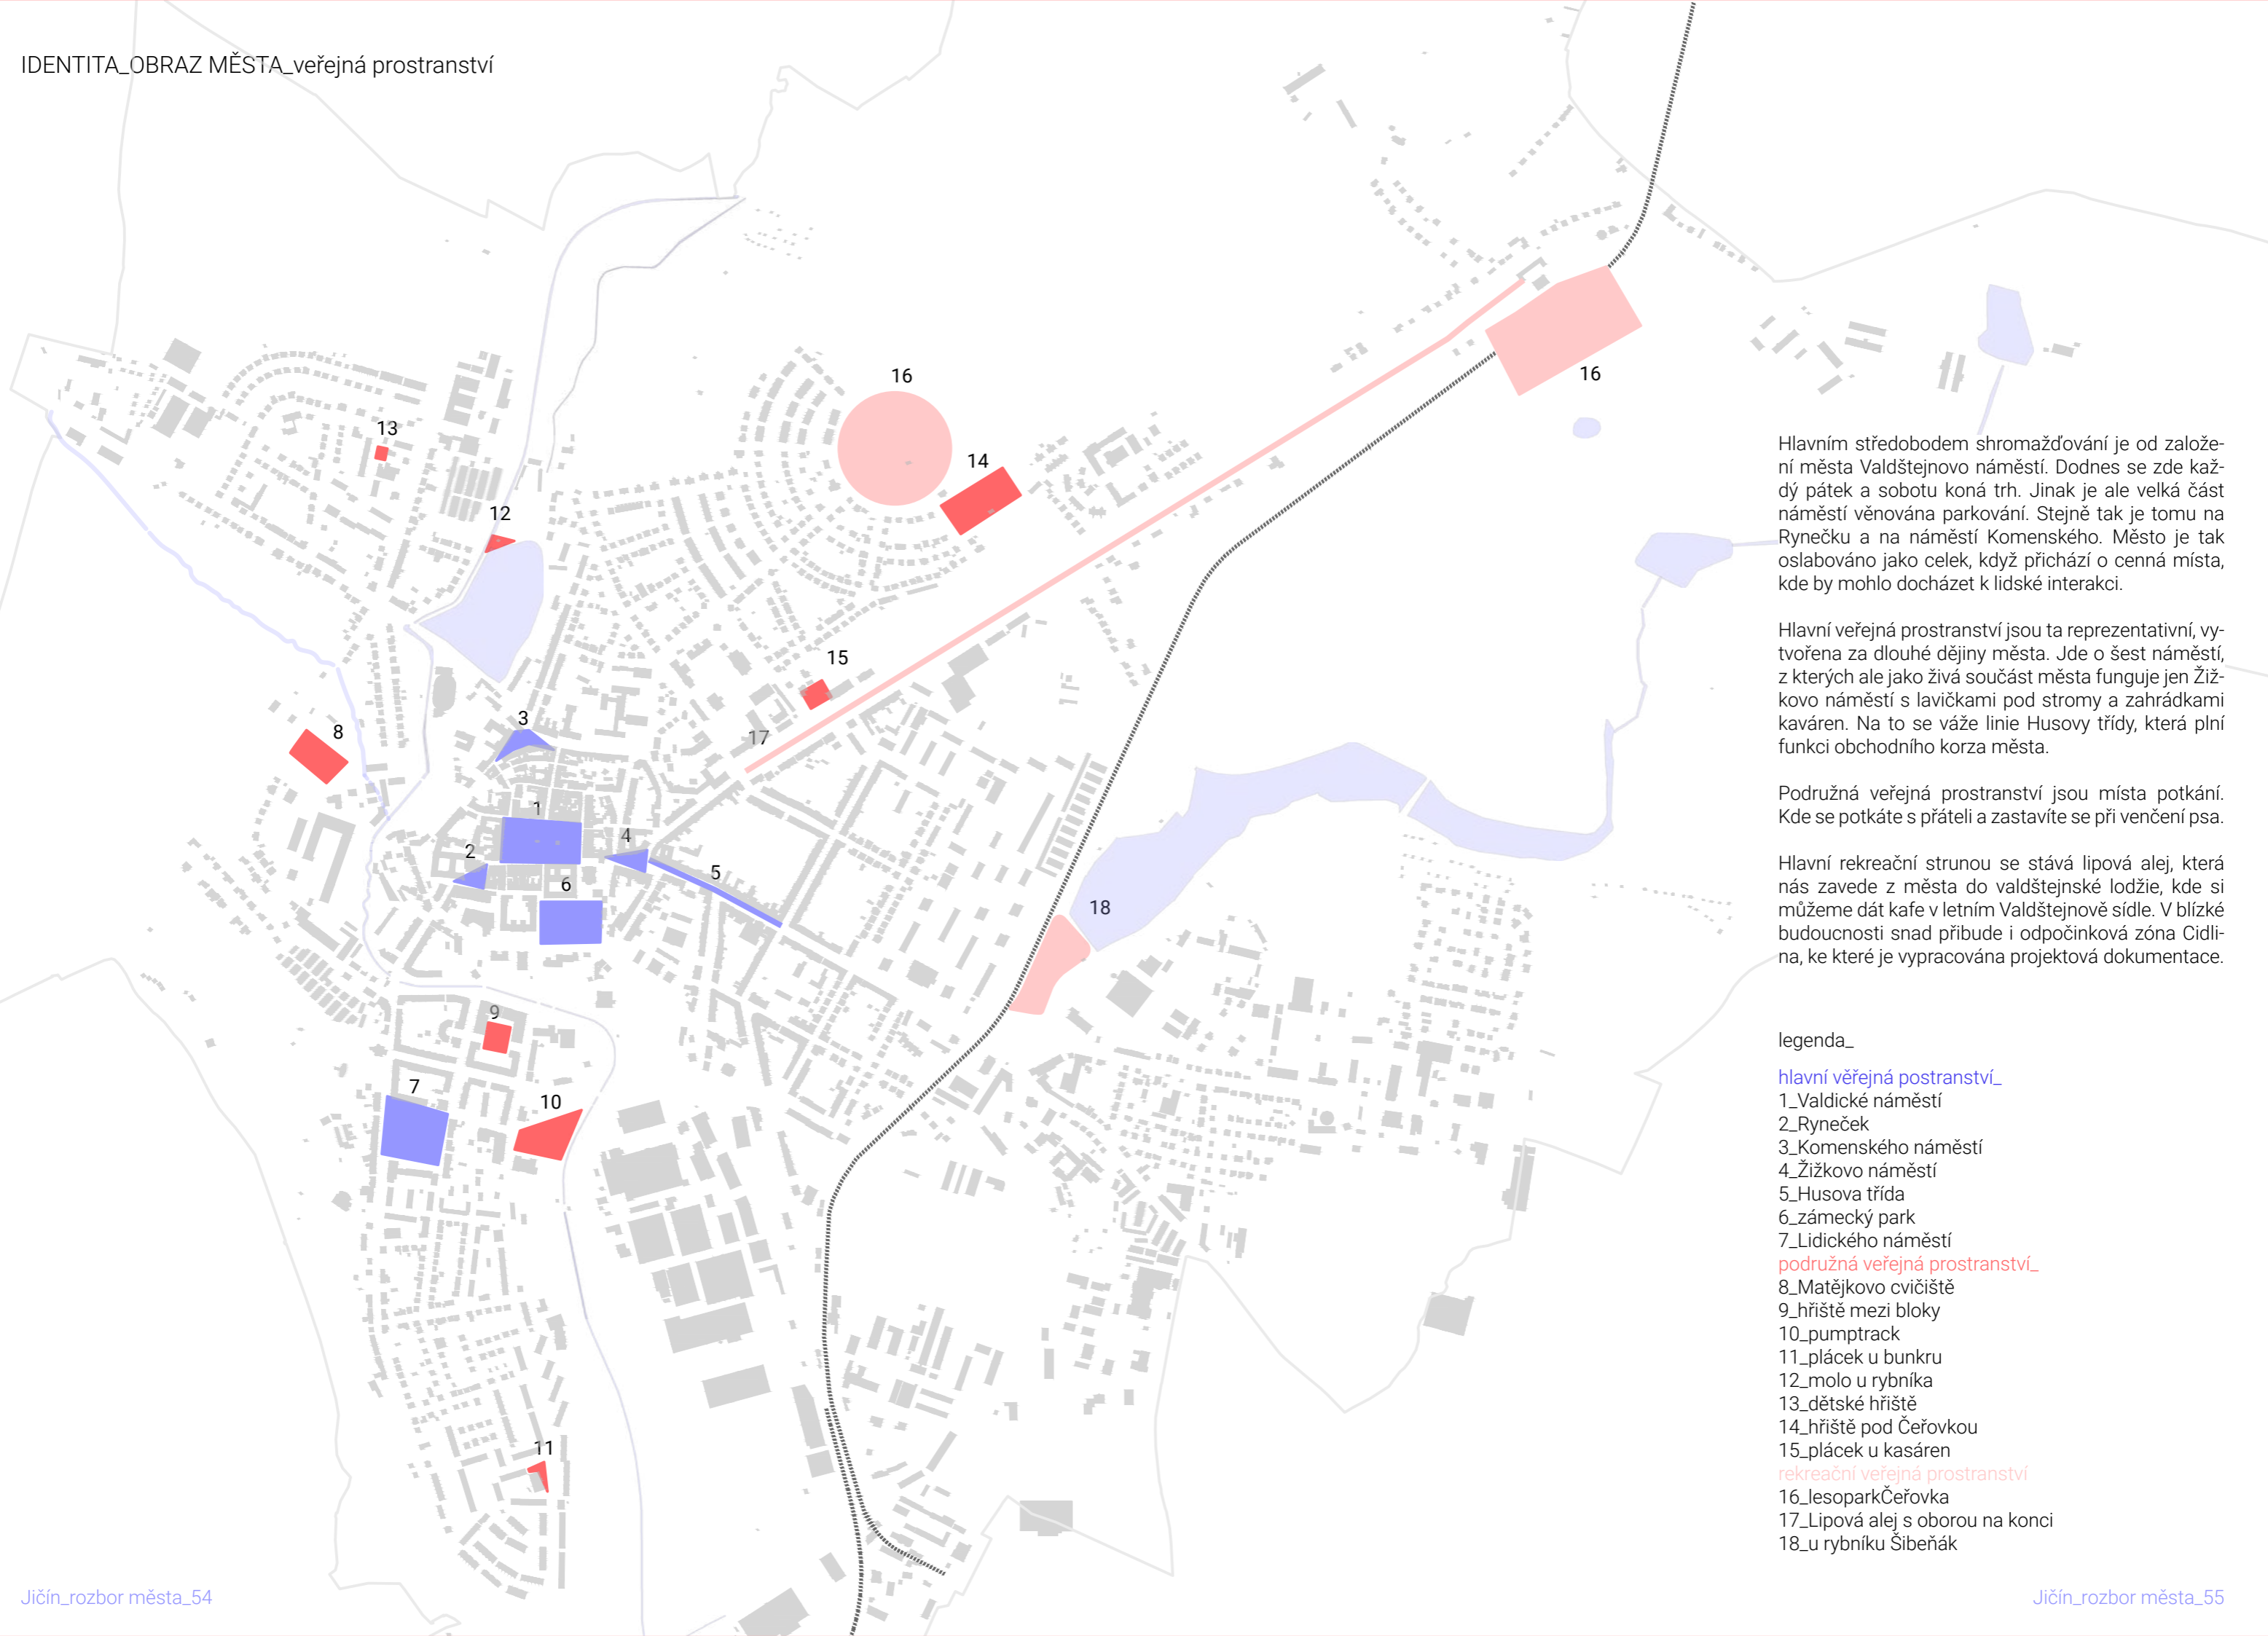 IDENTITA_OBRAZ MĚSTA_veřejná prostranství
16
16
13
14
12
15
17
3
8
1
4
2
6
5
18
9
7
10
11
Hlavním středobodem shromažďování je od založe-
ní města Valdštejnovo náměstí. Dodnes se zde kaž-
dý pátek a sobotu koná trh. Jinak je ale velká část
náměstí věnována parkování. Stejně tak je tomu na
Rynečku a na náměstí Komenského. Město je tak
oslabováno jako celek, když přichází o cenná místa,
kde by mohlo docházet k lidské interakci.
Hlavní veřejná prostranství jsou ta reprezentativní, vy-
tvořena za dlouhé dějiny města. Jde o šest náměstí,
z kterých ale jako živá součást města funguje jen Žiž-
kovo náměstí s lavičkami pod stromy a zahrádkami
kaváren. Na to se váže linie Husovy třídy, která plní
funkci obchodního korza města.
Podružná veřejná prostranství jsou místa potkání.
Kde se potkáte s přáteli a zastavíte se při venčení psa.
Hlavní rekreační strunou se stává lipová alej, která
nás zavede z města do valdštejnské lodžie, kde si
můžeme dát kafe v letním Valdštejnově sídle. V blízké
budoucnosti snad přibude i odpočinková zóna Cidli-
na, ke které je vypracována projektová dokumentace.
legenda_
hlavní věřejná postranství_
1_Valdické náměstí
2_Ryneček
3_Komenského náměstí
4_Žižkovo náměstí
5_Husova třída
6_zámecký park
7_Lidického náměstí
podružná veřejná prostranství_
8_Matějkovo cvičiště
9_hřiště mezi bloky
10_pumptrack
11_plácek u bunkru
12_molo u rybníka
13_dětské hřiště
14_hřiště pod Čeřovkou
15_plácek u kasáren
rekreační veřejná prostranství
16_lesoparkČeřovka
17_Lipová alej s oborou na konci
18_u rybníku Šibeňák
Jičín_rozbor města_54
Jičín_rozbor města_55